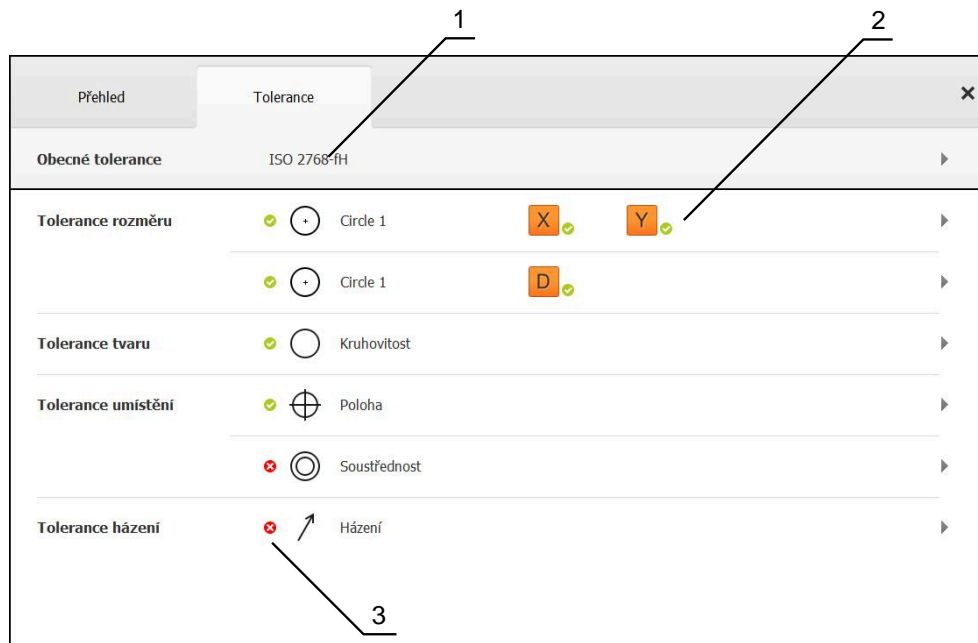 1
2
Přehled
Tolerance
Obecné tolerance
ISO 2768-fH
Tolerance rozměru
Circle 1
X
Y
Circle 1
D
Tolerance tvaru
Kruhovitost
Tolerance umístění
Poloha
Soustřednost
Tolerance házení
Házení
3